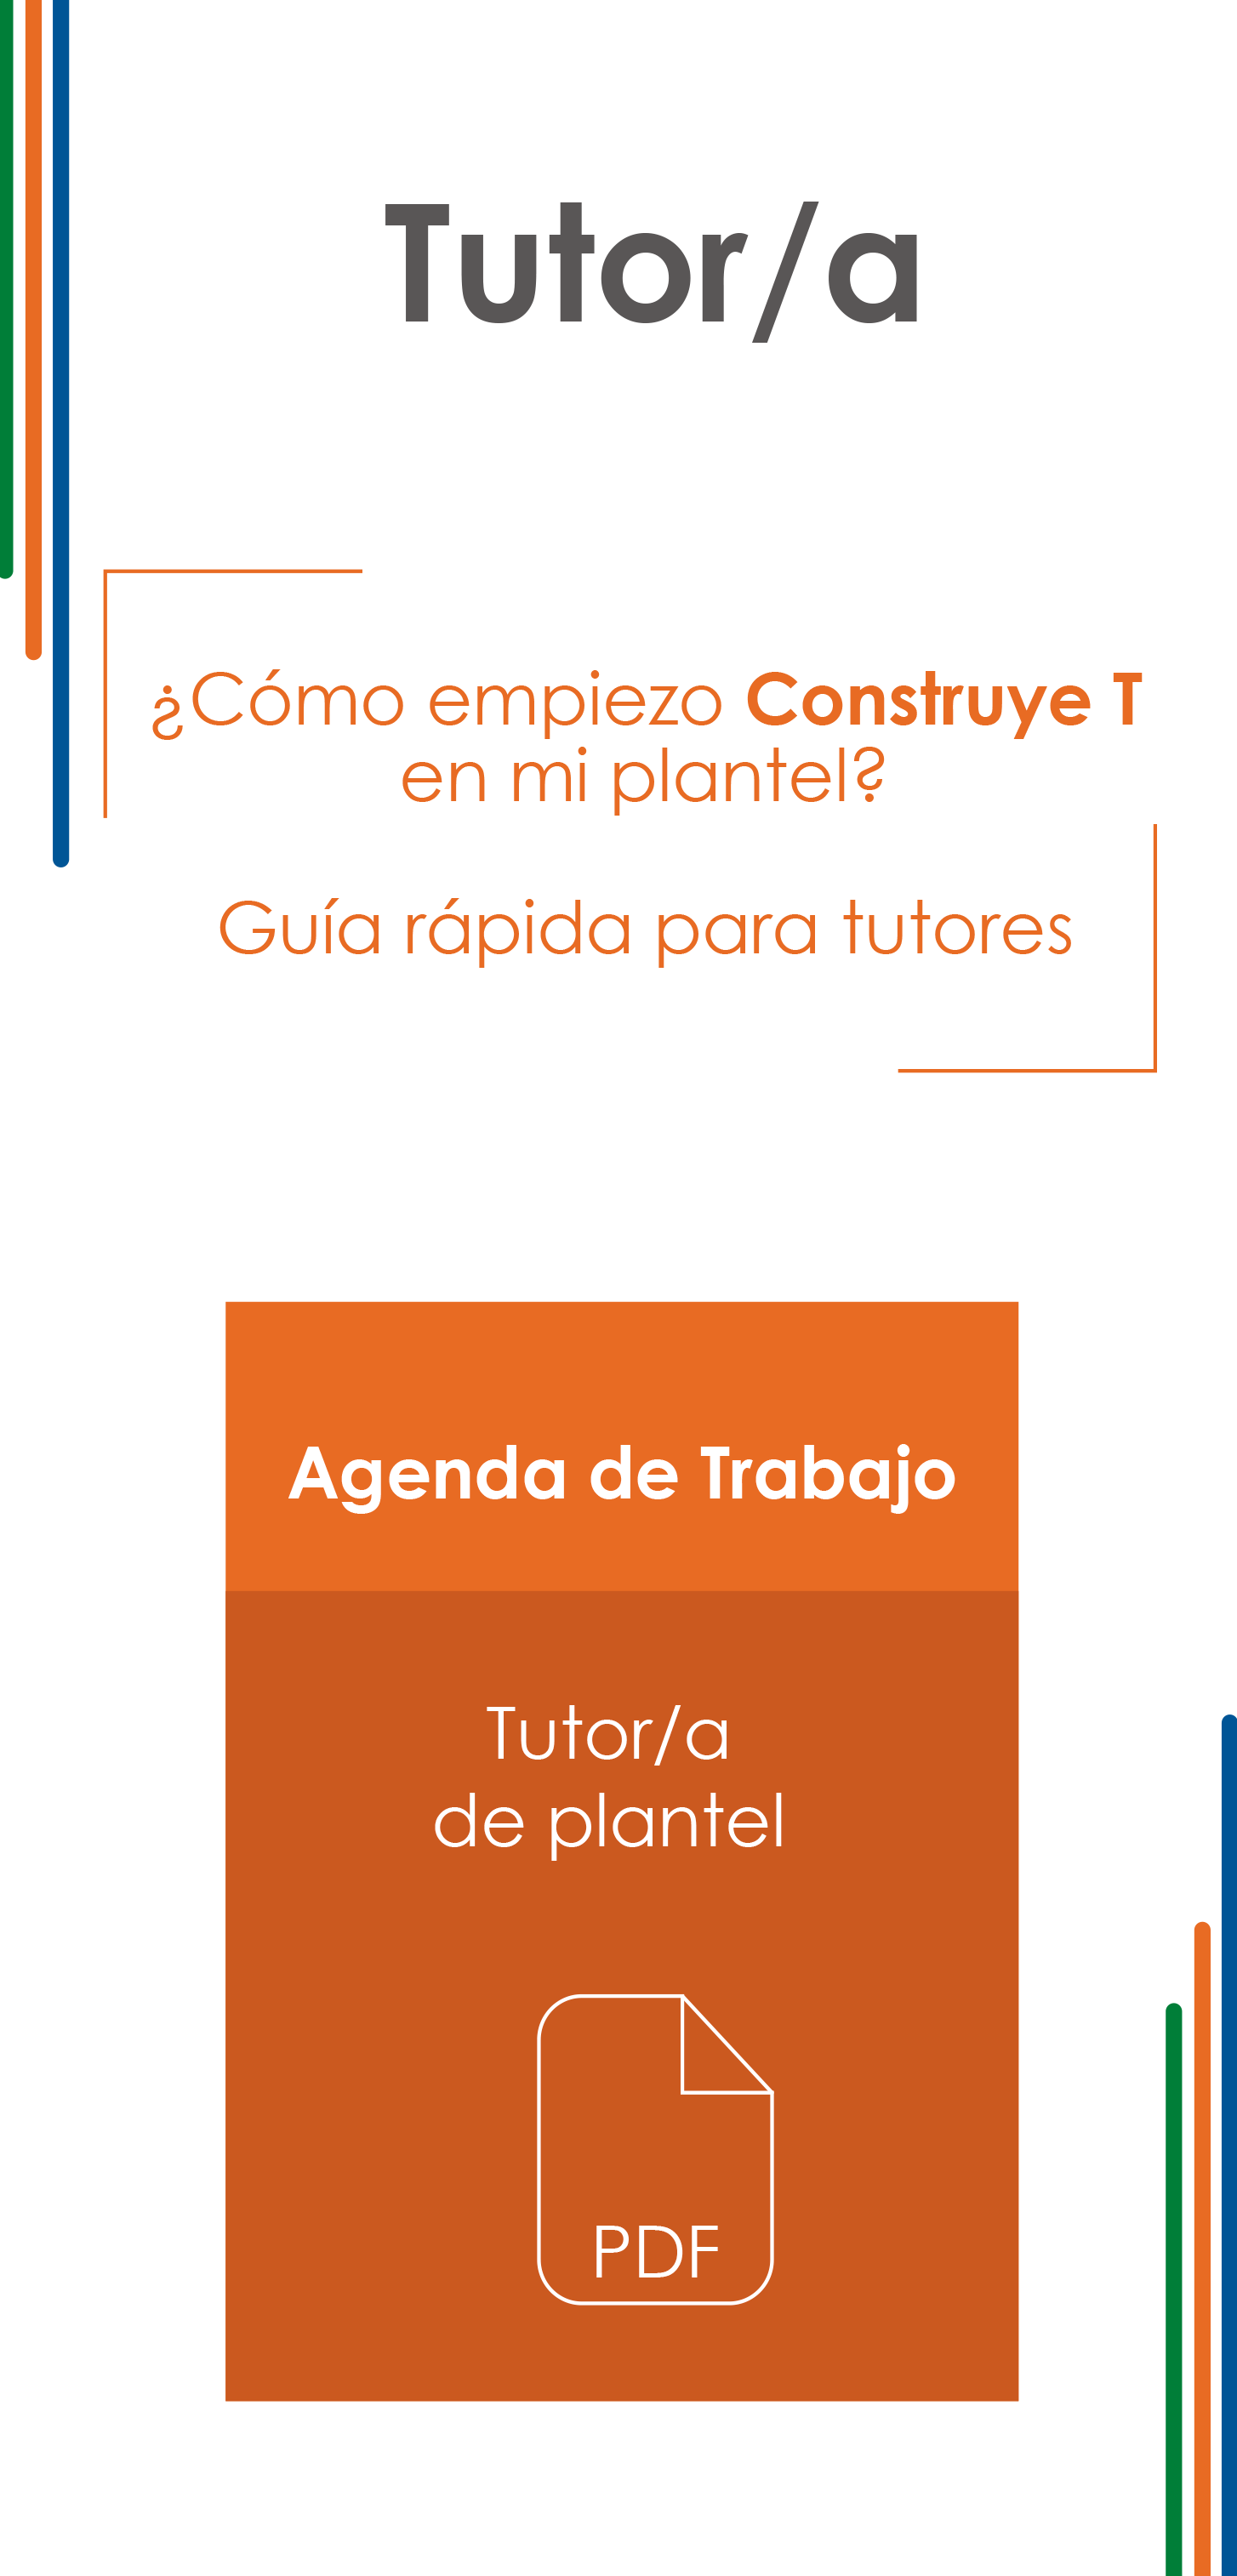 Tutor/a
¿Cómo empiezo Construye T
en mi plantel?
Guía rápida para tutores
Agenda de Trabajo
Tutor/a
de plantel
PDF